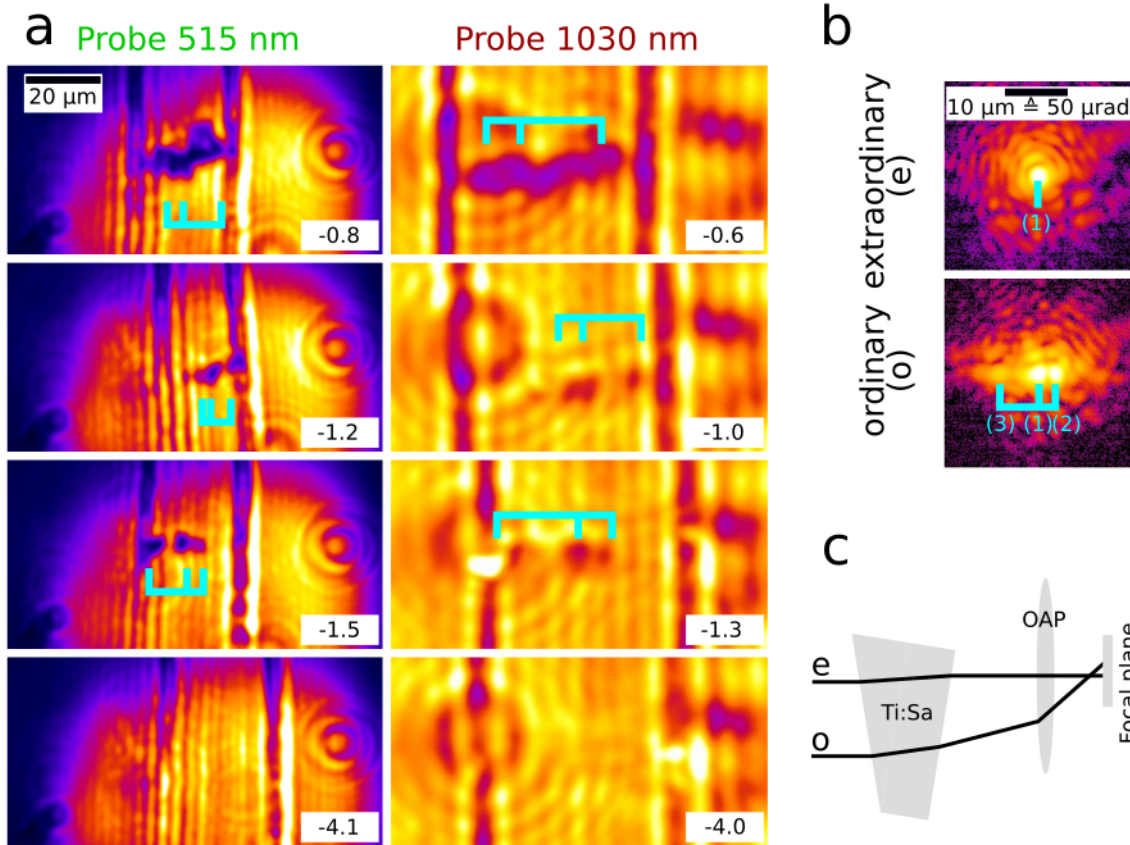 a
Probe 515 nm
Probe 1030 nm
20 µm
-0.8
-0.6
-1.2
-1.0
-1.5
-1.3
-4.1
-4.0
b
ordinary extraordinary
(o) (e)
10 µm ≙ 50 µrad
(1)
(3) (1) (2)
c
OAP
e
Ti:Sa
o
Focal plane